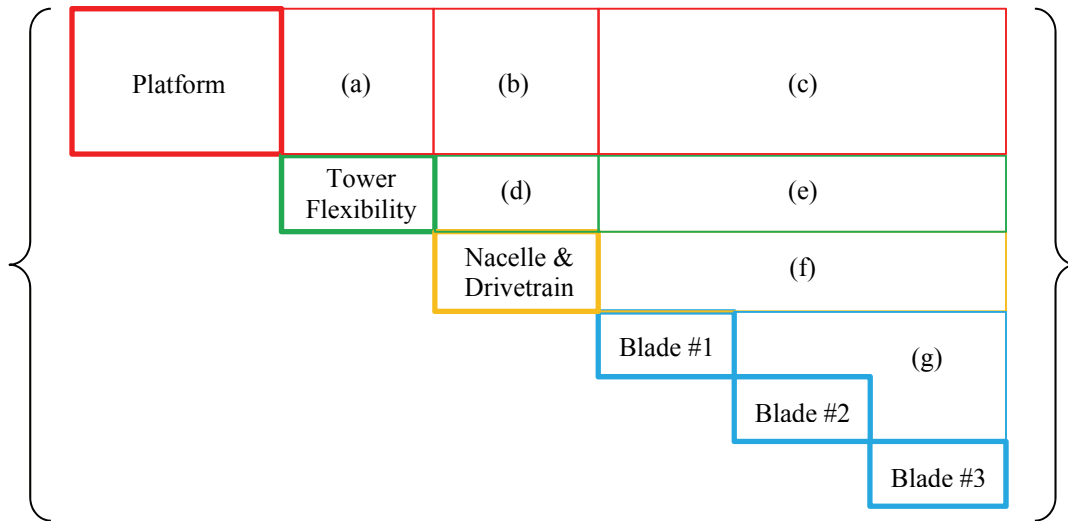 Platform
(a)
(b)
(c)
Tower
Flexibility
(d)
(e)
Nacelle &
Drivetrain
(f)
Blade #1
(g)
Blade #2
Blade #3